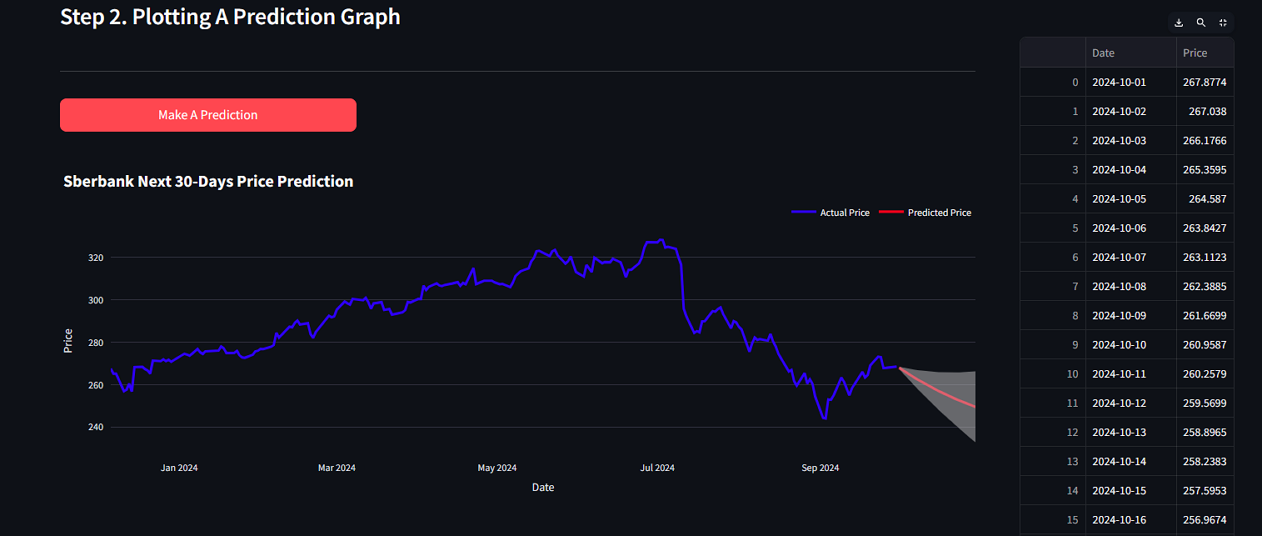 Step 2. Plotting A Prediction Graph
Make A Prediction
Sberbank Next 30-Days Price Prediction
Actual Price Predicted Price
320
300
280
260
240
Price
Jan 2024 Mar 2024 May 2024 Jul 2024 Sep 2024
Date
Date Price
0 2024-10-01 267.8774
1 2024-10-02 267.038
2 2024-10-03 266.1766
3 2024-10-04 265.3595
4 2024-10-05 264.587
5 2024-10-06 263.8427
6 2024-10-07 263.1123
7 2024-10-08 262.3885
8 2024-10-09 261.6699
9 2024-10-10 260.9587
10 2024-10-11 260.2579
11 2024-10-12 259.5699
12 2024-10-13 258.8965
13 2024-10-14 258.2383
14 2024-10-15 257.5953
15 2024-10-16 256.9674